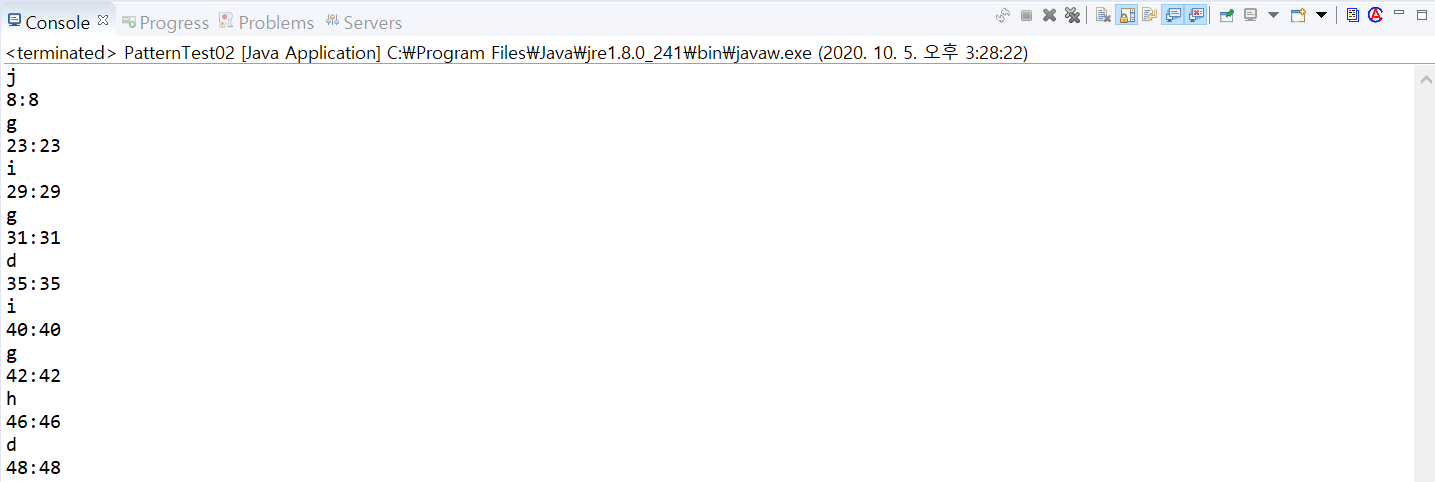 Console Progress Problems Servers
<terminated> PatternTest02 [Java Application] C:₩Program Files₩Java₩jre1.8.0_241₩bin₩javaw.exe (2020. 10. 5. 오후 3:28:22)
j
8:8
g
23:23
i
29:29
g
31:31
d
35:35
i
40:40
g
42:42
h
46:46
d
48:48